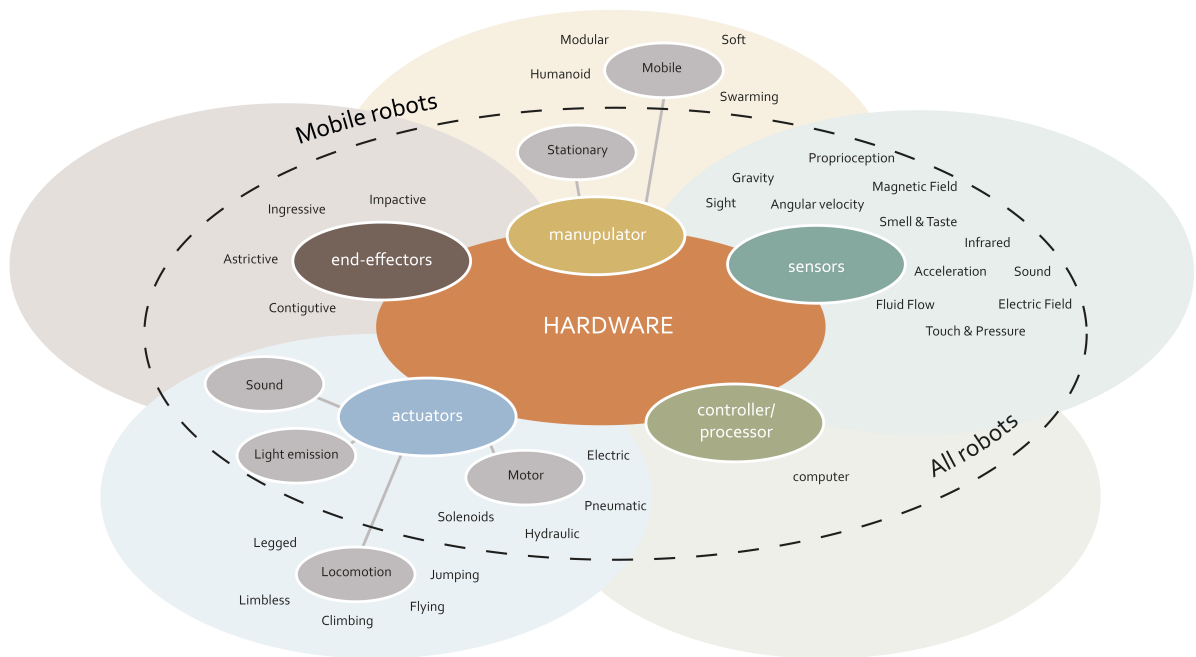 Modular
Soft
Mobile
Humanoid
Swarming
Mobile robots
Stationary
Proprioception
Gravity
Magnetic Field
Sight
Angular velocity
Smell & Taste
Impactive
Ingressive
manupulator
Infrared
Astrictive
end-effectors
sensors
Acceleration
Sound
Contigutive
Fluid Flow
Electric Field
HARDWARE
Touch & Pressure
Sound
actuators
controller/
processor
All robots
Light emission
Motor
Electric
computer
Solenoids
Pneumatic
Hydraulic
Legged
Locomotion
Jumping
Limbless
Flying
Climbing